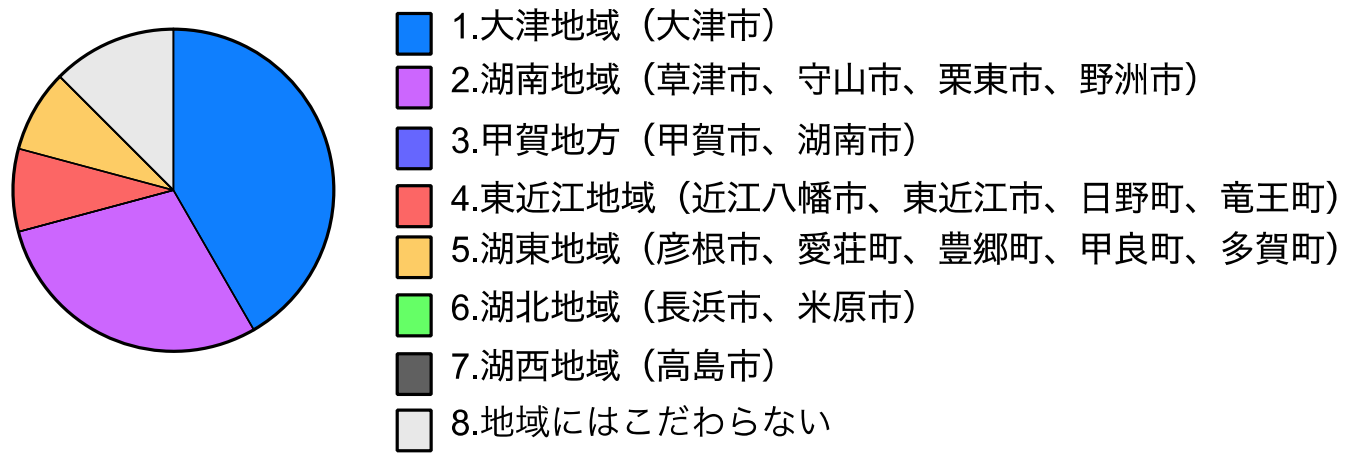 1.大津地域（大津市）
2.湖南地域（草津市、守山市、栗東市、野洲市）
3.甲賀地方（甲賀市、湖南市）
4.東近江地域（近江八幡市、東近江市、日野町、竜王町）
5.湖東地域（彦根市、愛荘町、豊郷町、甲良町、多賀町）
6.湖北地域（長浜市、米原市）
7.湖西地域（高島市）
8.地域にはこだわらない